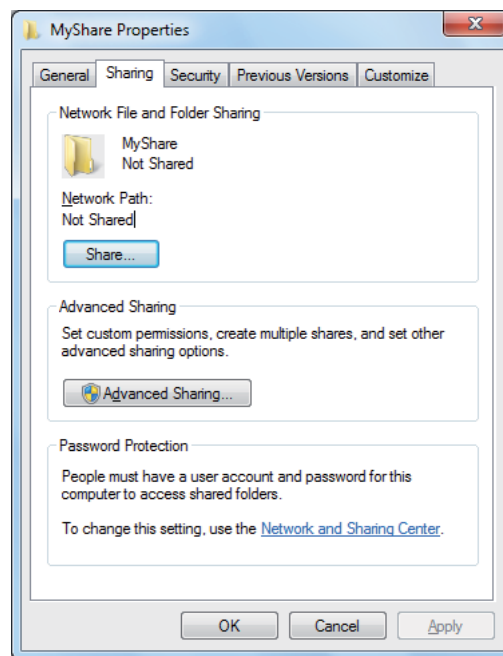 MyShare Properties
General Sharing Security Previous Versions Customize
Network File and Folder Sharing
MyShare
Not Shared
Network Path:
Not Shared
Share...
Advanced Sharing
Set custom permissions, create multiple shares, and set other
advanced sharing options.
Advanced Sharing...
Password Protection
People must have a user account and password for this
computer to access shared folders.
To change this setting, use the Network and Sharing Center.
OK Cancel Apply